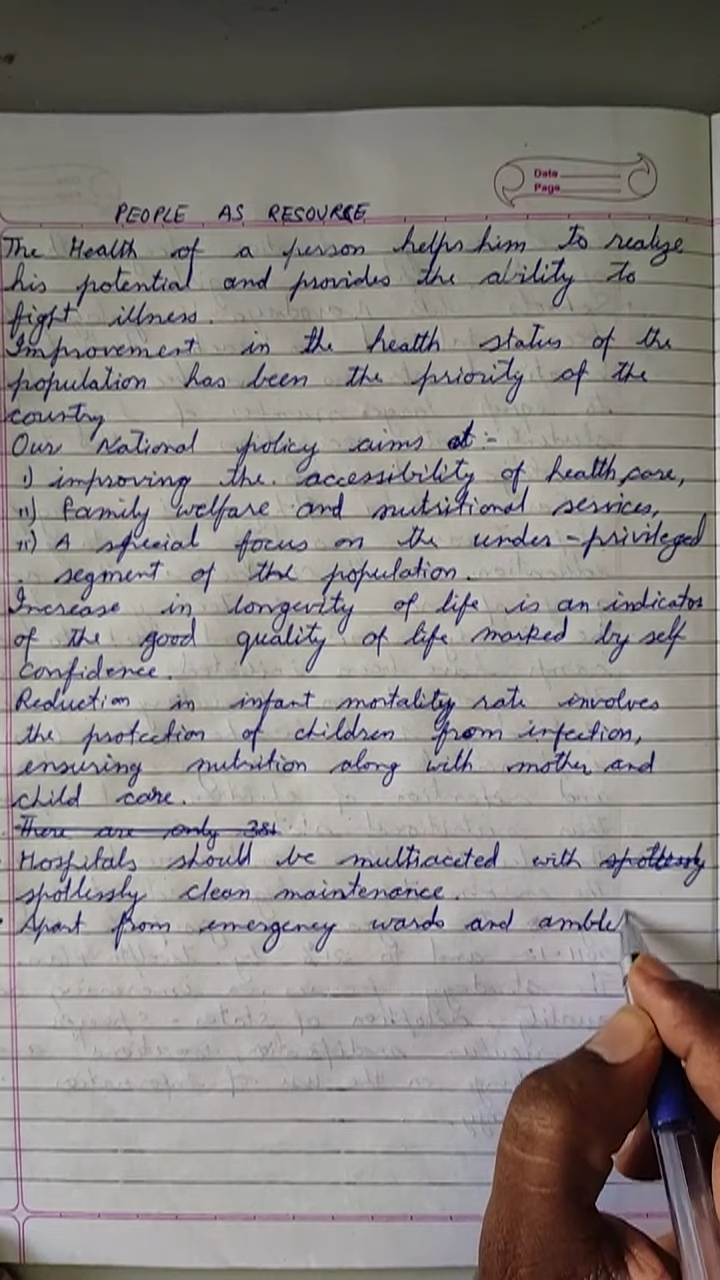 Date
Page
PEOPLE AS RESOURCE
The Health of a person helps him to realize
his potential and provides the ability to
fight illness.
Improvement in the health status of the
population has been the priority of the
country
Our National policy aims at :-
i) improving the accessibility of health care,
ii) family welfare and nutritional services,
iii) A special focus on the under-privileged
segment of the population.
Increase in longevity of life is an indicator
of the good quality of life marked by self
confidence.
Reduction in infant mortality rate involves
the protection of children from infection,
ensuring nutrition along with mother and
child care.
There are only 381
Hospitals should be multiaceted with spotlessly
spotlessly clean maintenance.
Apart from emergency wards and amble